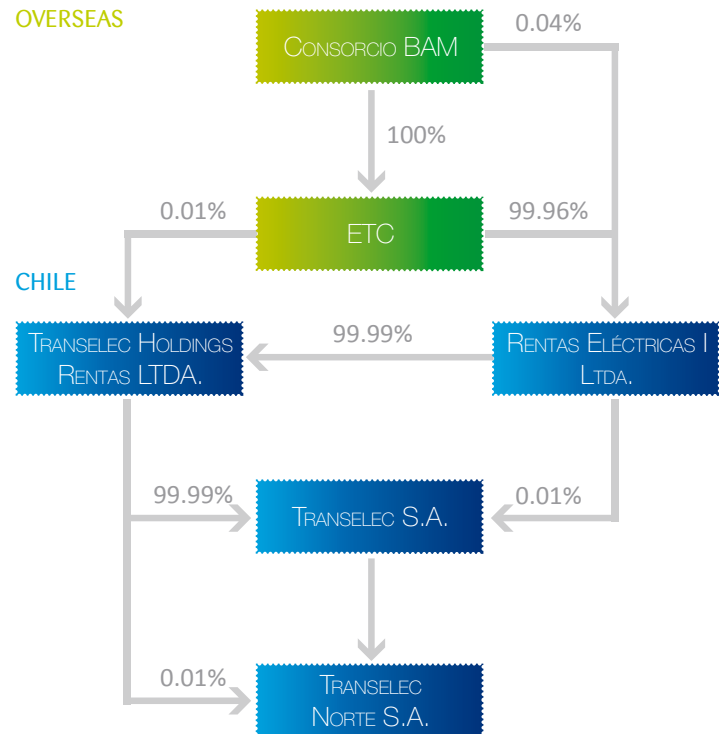 OVERSEAS
Consorcio BAM
0.04%
100%
0.01%
ETC
99.96%
CHILE
Transelec Holdings
Rentas LTDA.
99.99%
Rentas Eléctricas I
Ltda.
99.99%
Transelec S.A.
0.01%
0.01%
Transelec
Norte S.A.